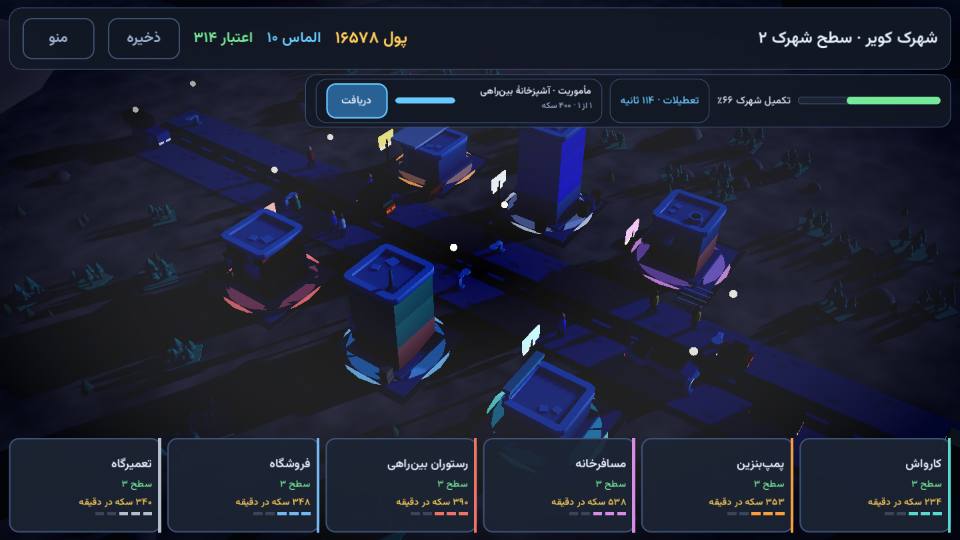 شهرک کویر · سطح شهرک ۲
پول ۱۶۵۷۸
الماس ۱۰
اعتبار ۳۱۴
ذخیره
منو
تکمیل شهرک ۶۶٪
تعطیلات · ۱۱۴ ثانیه
مأموریت · آشپزخانهٔ بین‌راهی
۱ از ۱ · ۴۰۰ سکه
دریافت
کارواش
سطح ۳
۲۳۴ سکه در دقیقه
پمپ‌بنزین
سطح ۳
۳۵۳ سکه در دقیقه
مسافرخانه
سطح ۳
۵۳۸ سکه در دقیقه
رستوران بین‌راهی
سطح ۳
۳۹۰ سکه در دقیقه
فروشگاه
سطح ۳
۳۴۸ سکه در دقیقه
تعمیرگاه
سطح ۳
۳۴۰ سکه در دقیقه